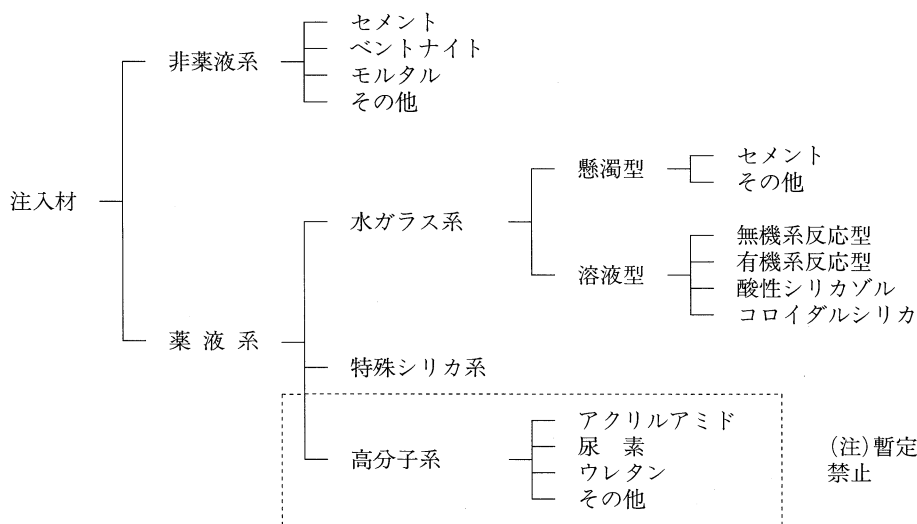 注入材
非薬液系
セメント
ベントナイト
モルタル
その他
薬液系
水ガラス系
懸濁型
セメント
その他
溶液型
無機系反応型
有機系反応型
酸性シリカゾル
コロイダルシリカ
特殊シリカ系
高分子系
アクリルアミド
尿素
ウレタン
その他
(注)暫定
禁止